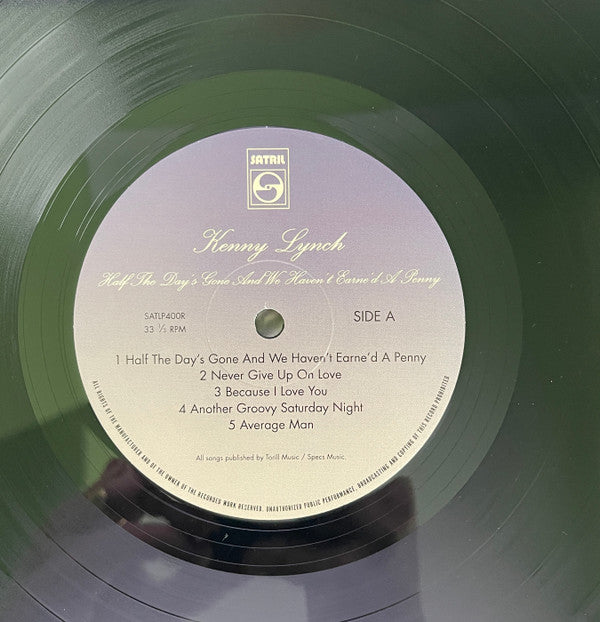 SATRIL
Kenny Lynch
Half The Day's Gone And We Haven't Earne'd A Penny
SATLP400R
33 ⅓ RPM
SIDE A
1 Half The Day's Gone And We Haven't Earne'd A Penny
2 Never Give Up On Love
3 Because I Love You
4 Another Groovy Saturday Night
5 Average Man
All songs published by Torill Music / Specs Music.
ALL RIGHTS OF THE MANUFACTURER AND OF THE OWNER OF THE RECORDED WORK RESERVED. UNAUTHORIZED PUBLIC PERFORMANCE, BROADCASTING AND COPYING OF THIS RECORD PROHIBITED